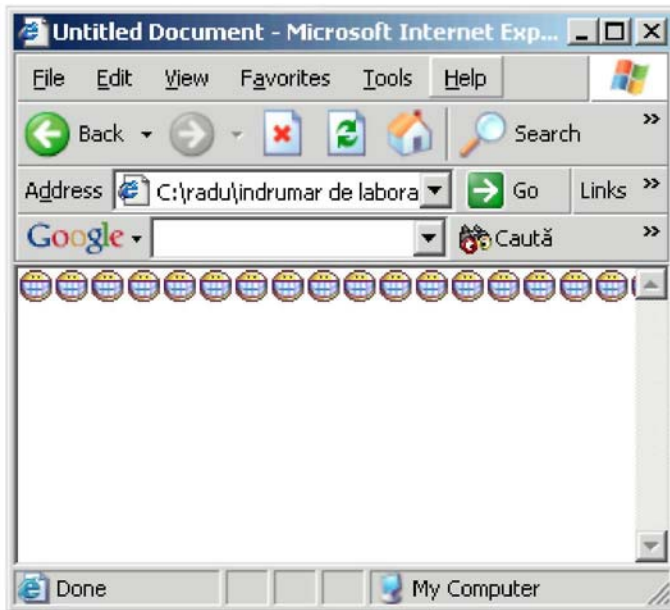 Untitled Document - Microsoft Internet Exp...
File Edit View Favorites Tools Help
Back Search »
Address C:\radu\indrumar de labora Go Links »
Google Caută »
Done My Computer